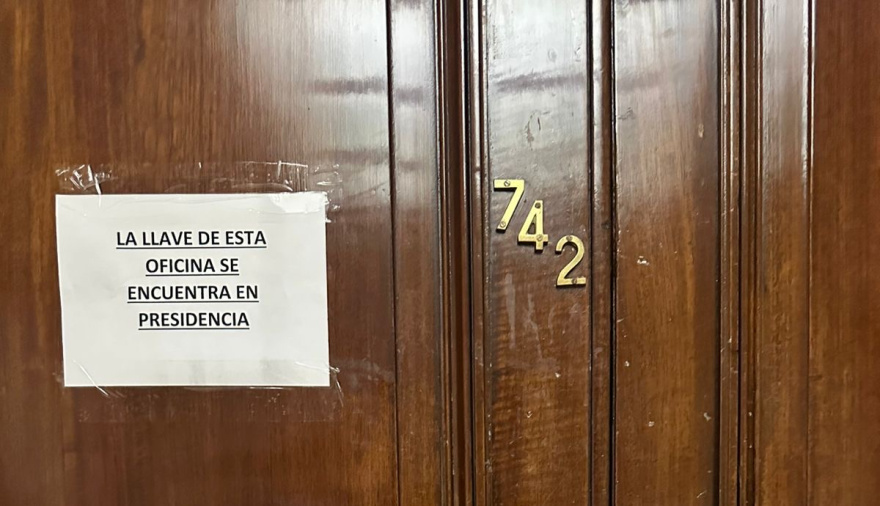 LA LLAVE DE ESTA
OFICINA SE
ENCUENTRA EN
PRESIDENCIA
742